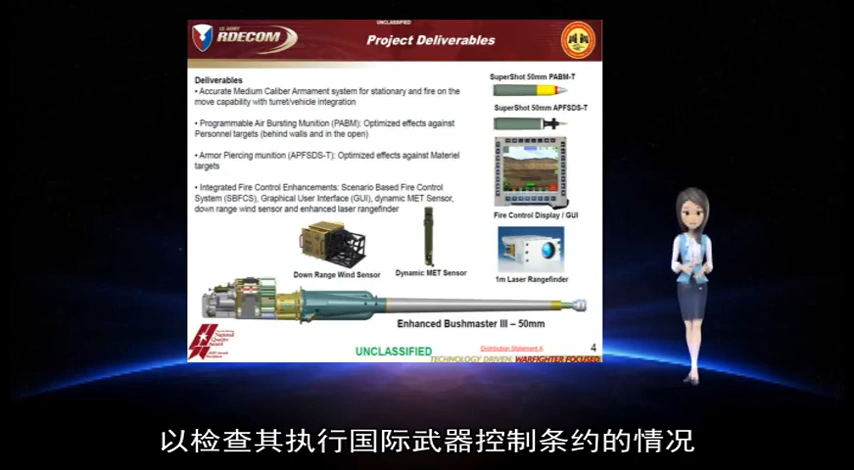 UNCLASSIFIED
US ARMY
RDECOM
Project Deliverables
Deliverables
• Accurate Medium Caliber Armament system for stationary and fire on the
move capability with turret/vehicle integration
• Programmable Air Bursting Munition (PABM): Optimized effects against
Personnel targets (behind walls and in the open)
• Armor Piercing munition (APFSDS-T): Optimized effects against Materiel
targets
• Integrated Fire Control Enhancements: Scenario Based Fire Control
System (SBFCS), Graphical User Interface (GUI), dynamic MET Sensor,
down range wind sensor and enhanced laser rangefinder
SuperShot 50mm PABM-T
SuperShot 50mm APFSDS-T
Fire Control Display / GUI
Down Range Wind Sensor
Dynamic MET Sensor
1m Laser Rangefinder
Enhanced Bushmaster III – 50mm
National
Quality
Award
UNCLASSIFIED
Distribution Statement A
4
TECHNOLOGY DRIVEN. WARFIGHTER FOCUSED.
以检查其执行国际武器控制条约的情况